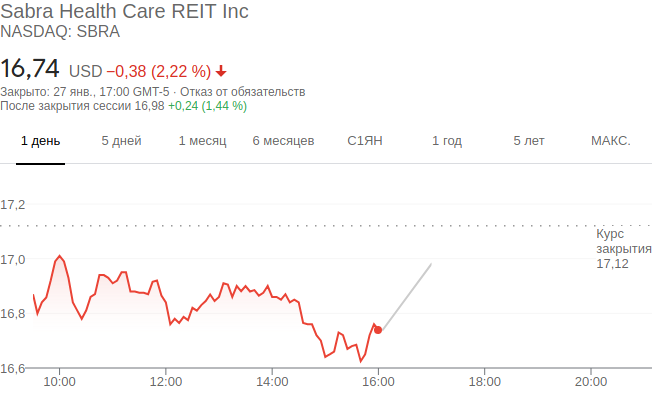 Sabra Health Care REIT Inc
NASDAQ: SBRA
16,74 USD −0,38 (2,22 %)
Закрыто: 27 янв., 17:00 GMT-5 · Отказ от обязательств
После закрытия сессии 16,98 +0,24 (1,44 %)
1 день 5 дней 1 месяц 6 месяцев С1ЯН 1 год 5 лет МАКС.
17,2
Курс
закрытия
17,12
17,0
16,8
16,6
10:00 12:00 14:00 16:00 18:00 20:00